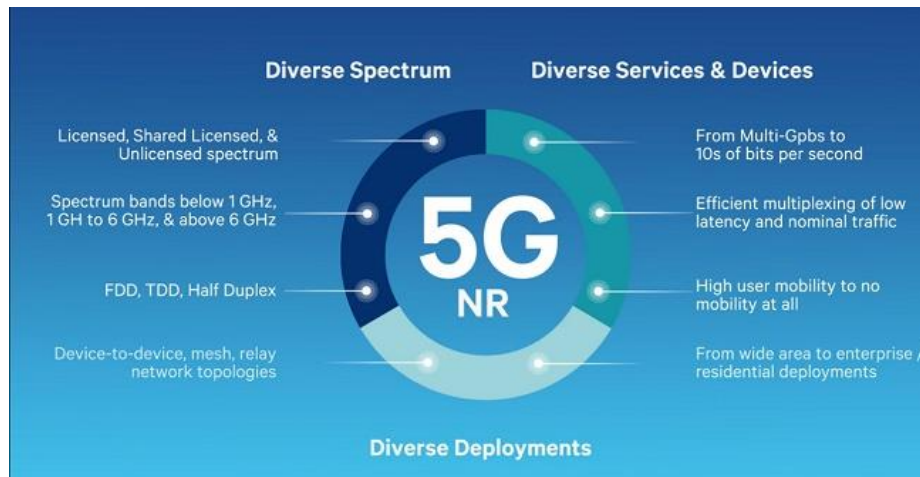 Diverse Spectrum
Diverse Services & Devices
Licensed, Shared Licensed, &
Unlicensed spectrum
Spectrum bands below 1 GHz,
1 GH to 6 GHz, & above 6 GHz
FDD, TDD, Half Duplex
Device-to-device, mesh, relay
network topologies
5G
NR
From Multi-Gpbs to
10s of bits per second
Efficient multiplexing of low
latency and nominal traffic
High user mobility to no
mobility at all
From wide area to enterprise /
residential deployments
Diverse Deployments